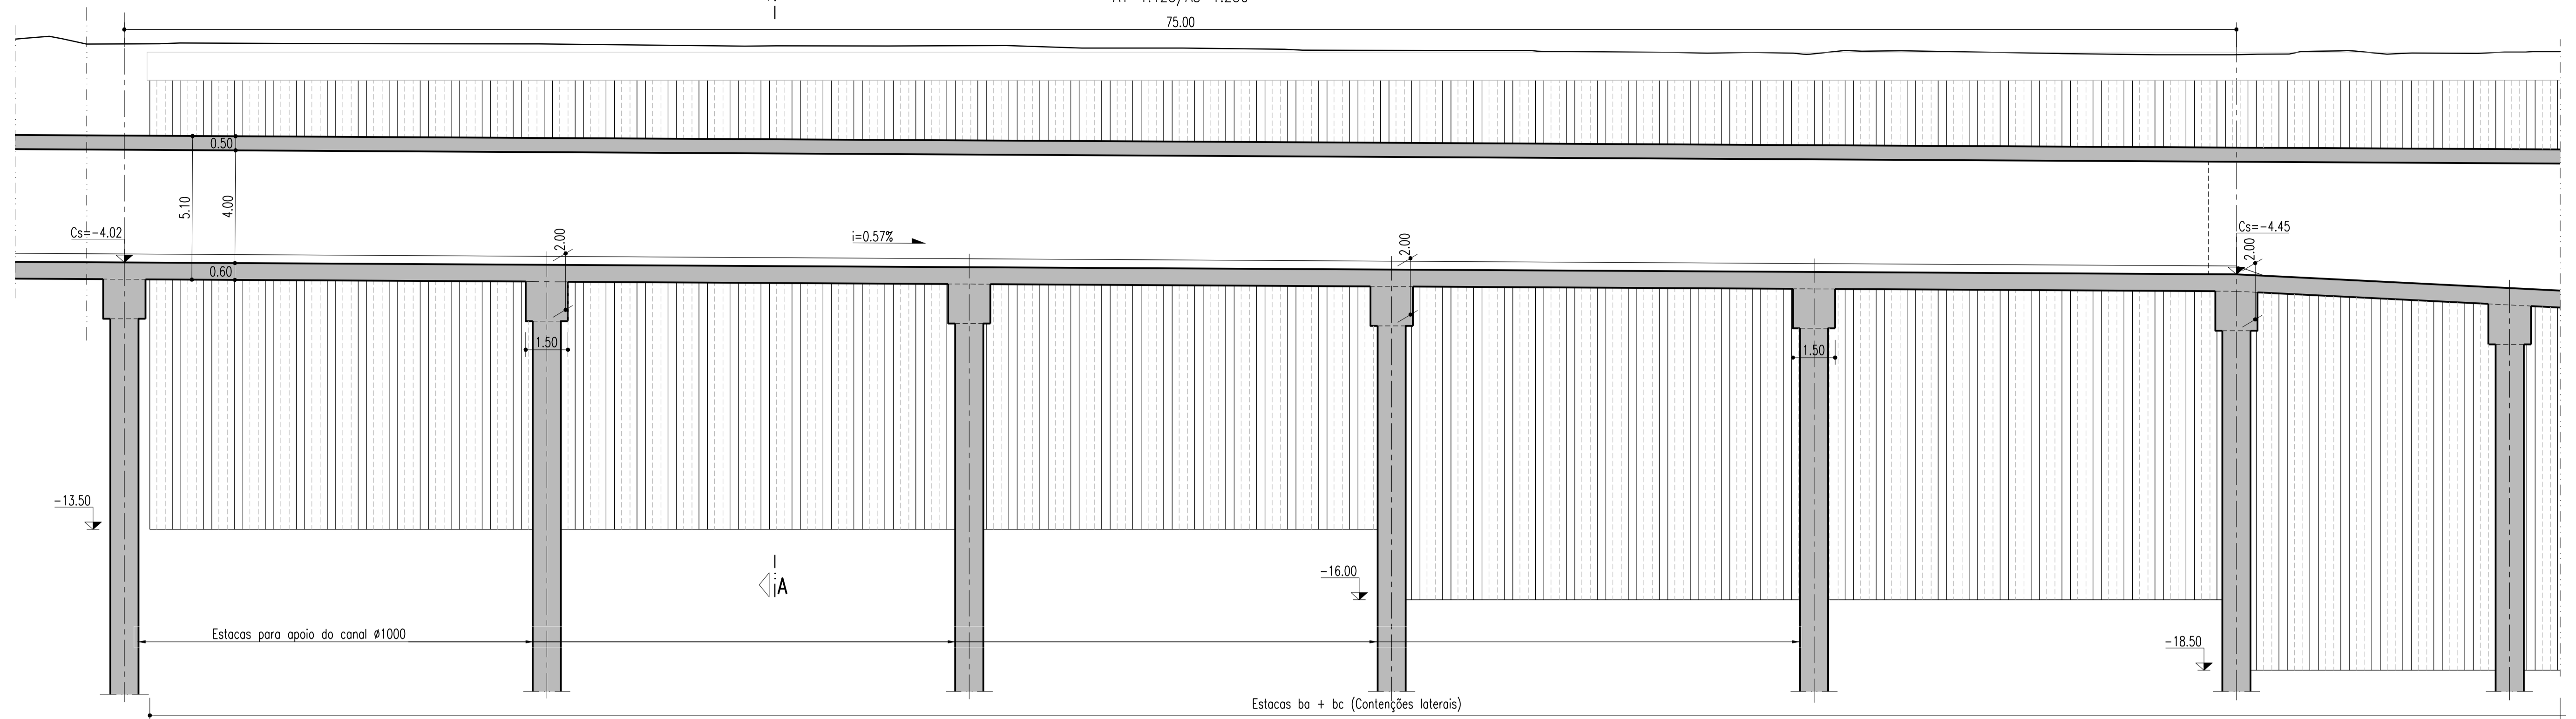 75.00
0.50
5.10
4.00
Cs=-4.02
0.60
2.00
i=0.57%
2.00
Cs=-4.45
2.00
1.50
1.50
-13.50
A
-16.00
-18.50
Estacas para apoio do canal ø1000
Estacas ba + bc (Contenções laterais)